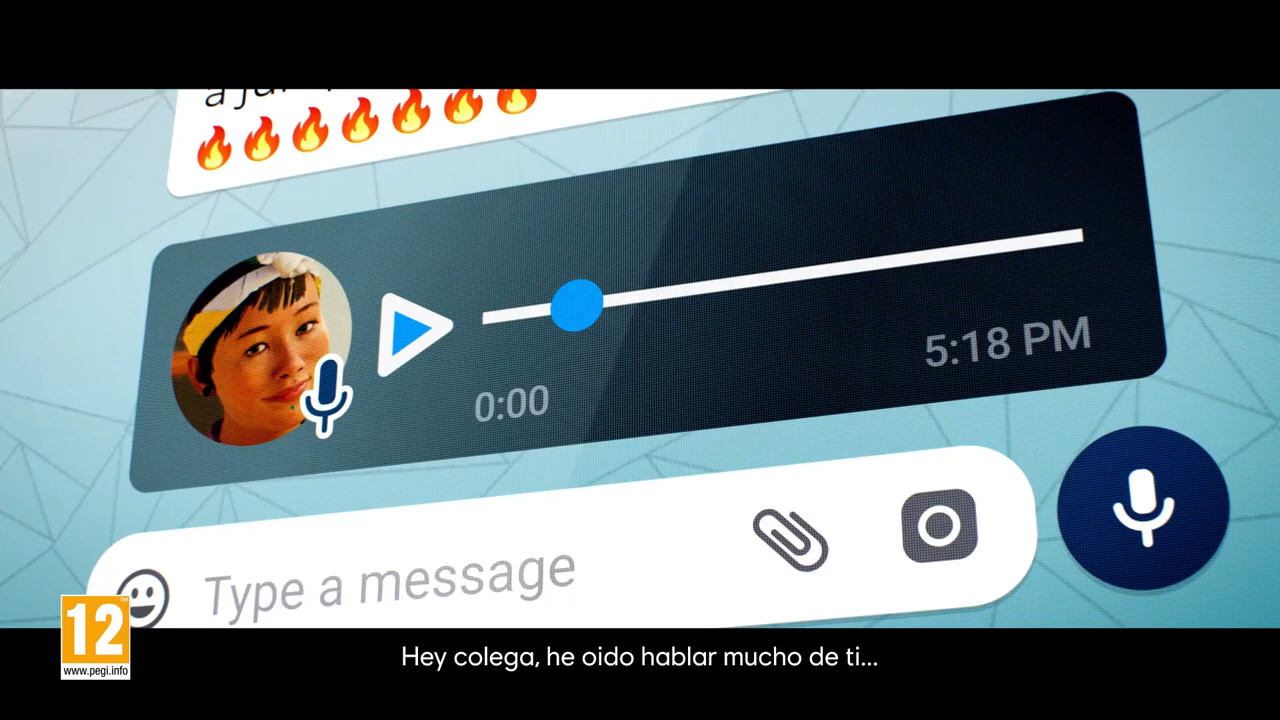 a
0:00
5:18 PM
Type a message
12
www.pegi.info
Hey colega, he oido hablar mucho de ti...